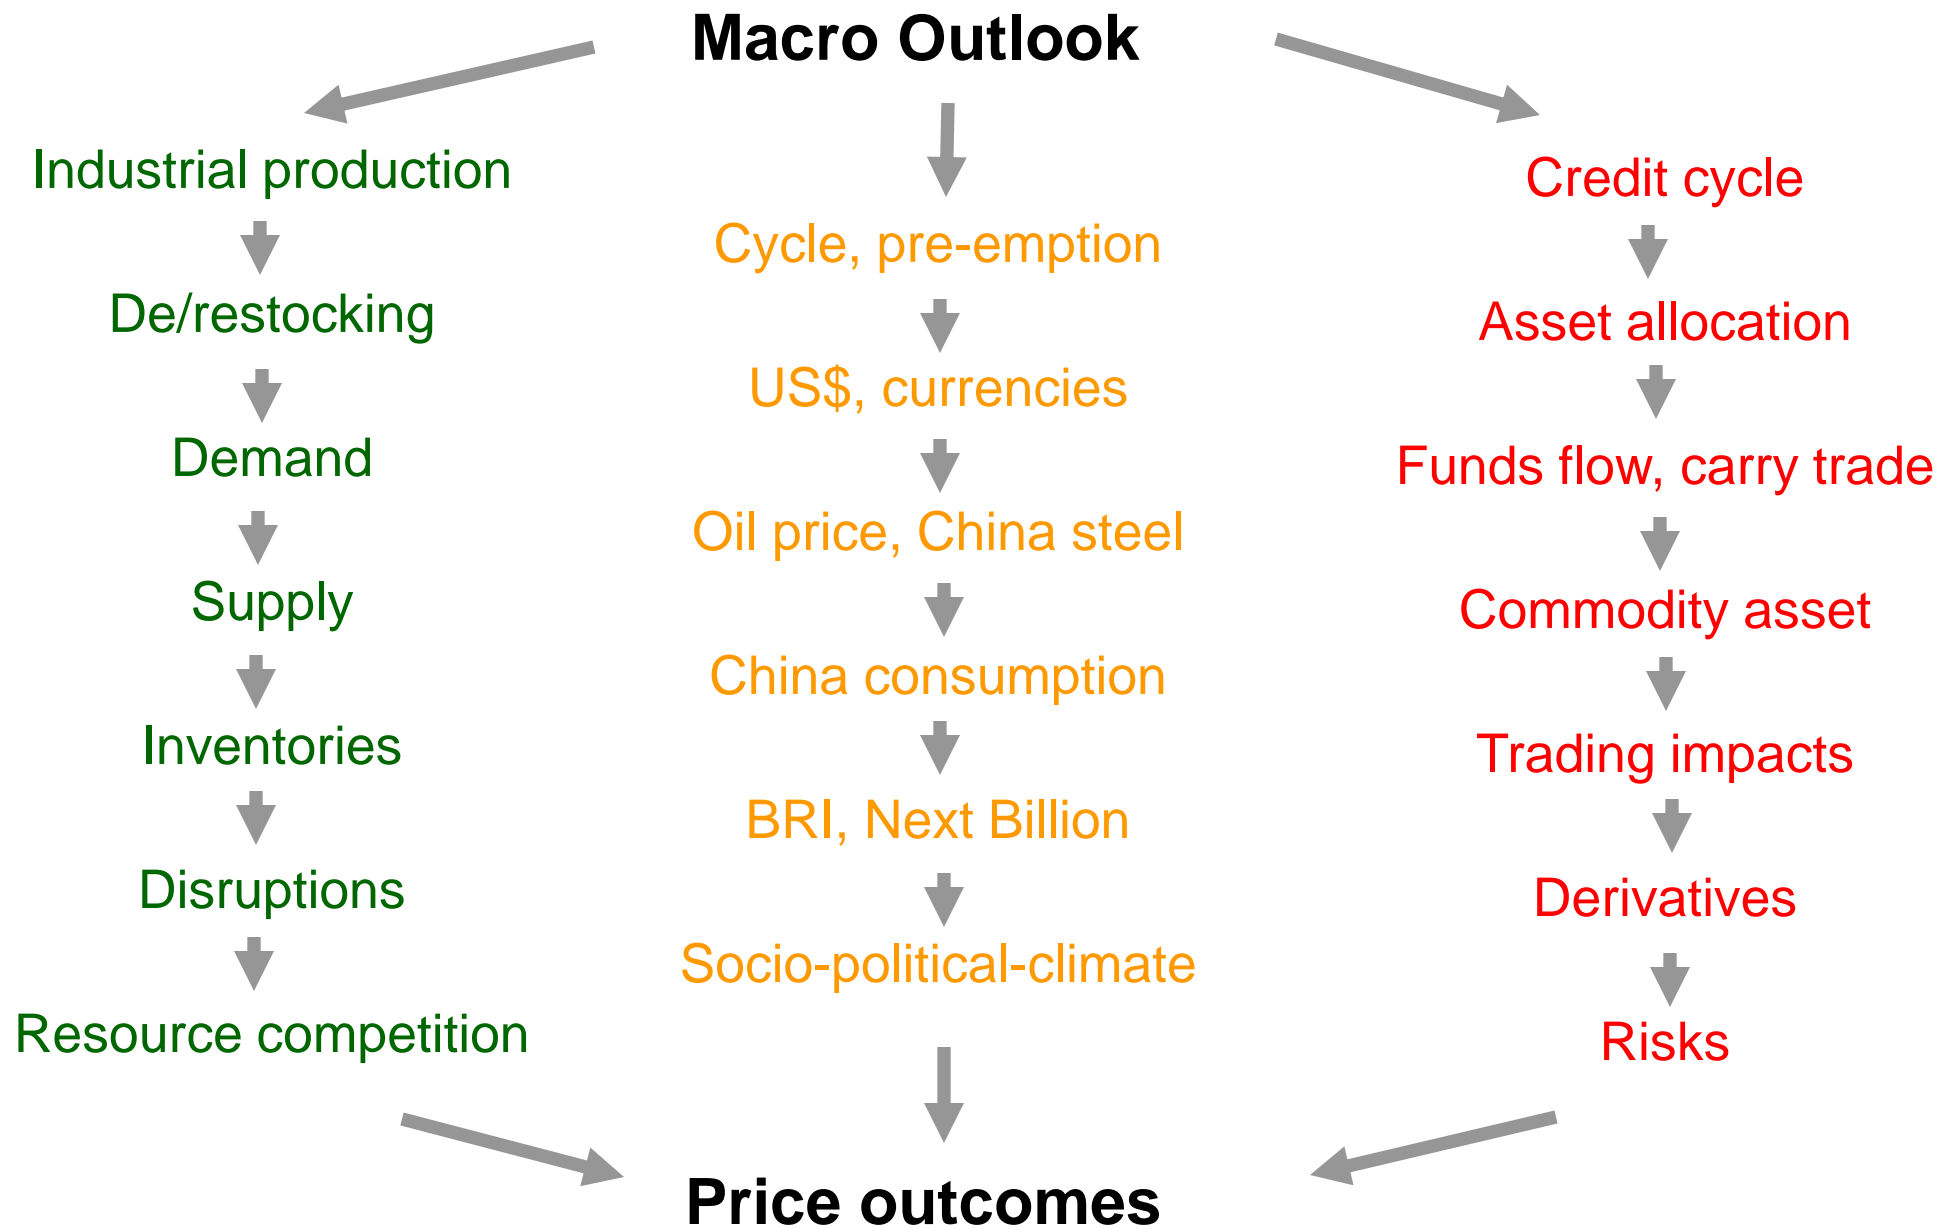 Macro Outlook
Industrial production
De/restocking
Demand
Supply
Inventories
Disruptions
Resource competition
Cycle, pre-emption
US$, currencies
Oil price, China steel
China consumption
BRI, Next Billion
Socio-political-climate
Credit cycle
Asset allocation
Funds flow, carry trade
Commodity asset
Trading impacts
Derivatives
Risks
Price outcomes